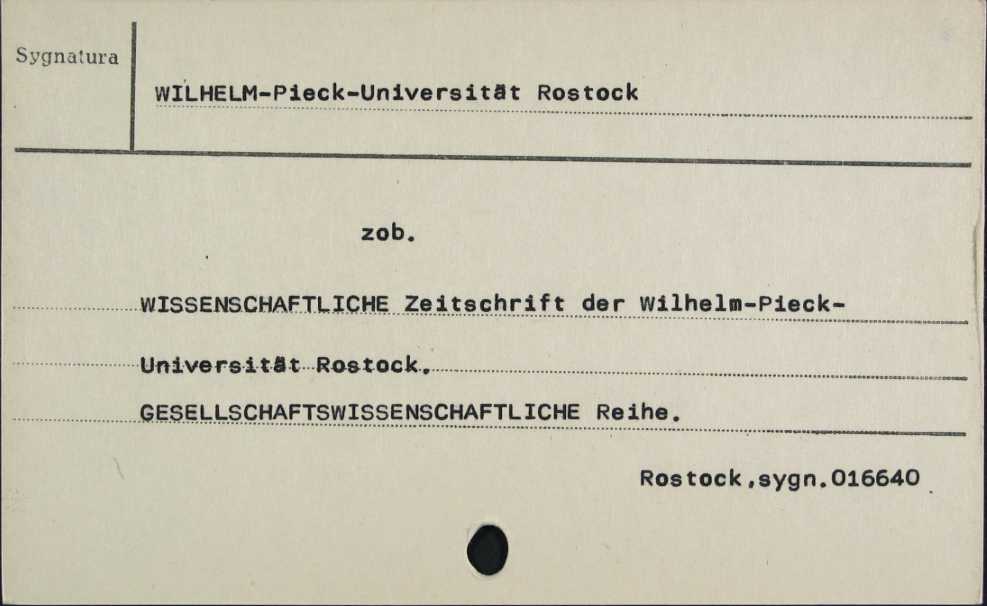 Sygnatura
WILHELM-Pieck-Universität Rostock
zob.
WISSENSCHAFTLICHE Zeitschrift der Wilhelm-Pieck-
Universität Rostock.
GESELLSCHAFTSWISSENSCHAFTLICHE Reihe.
Rostock,sygn.016640